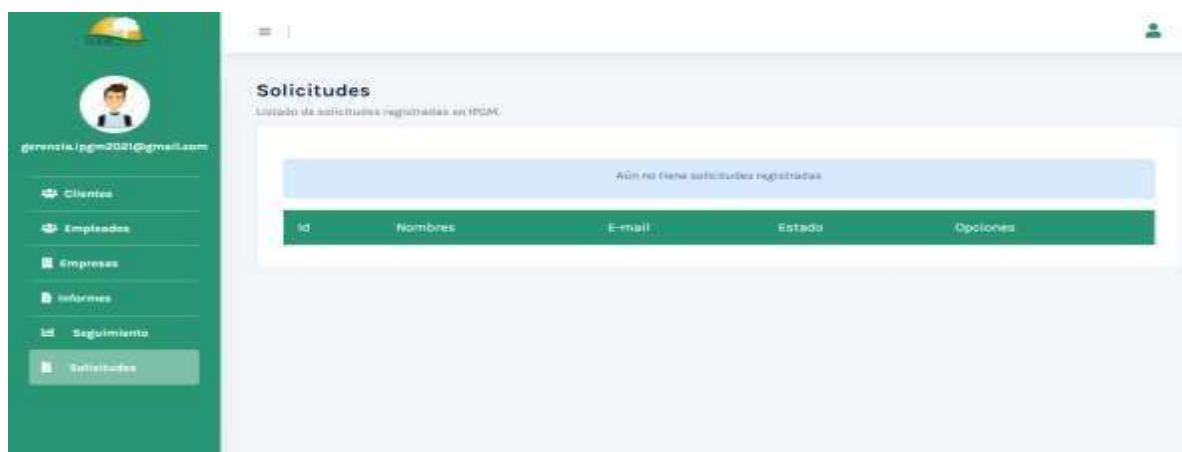 Solicitudes
Listado de solicitudes registradas en IPGM.
gerencia.ipgm2021@gmail.com
Aún no tiene solicitudes registradas
Clientes
Empleados
Id Nombres E-mail Estado Opciones
Empresas
Informes
Seguimiento
Solicitudes